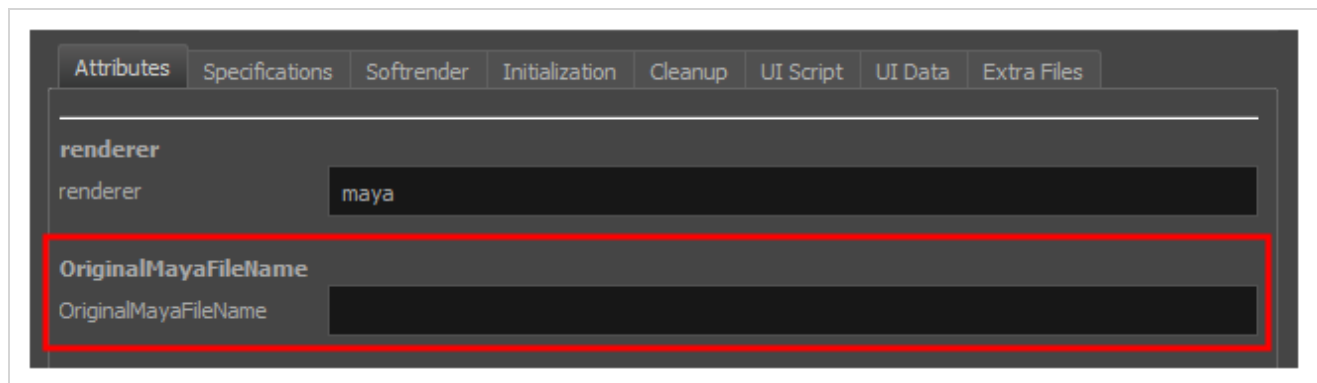 Attributes Specifications Softrender Initialization Cleanup UI Script UI Data Extra Files
renderer
renderer maya
OriginalMayaFileName
OriginalMayaFileName